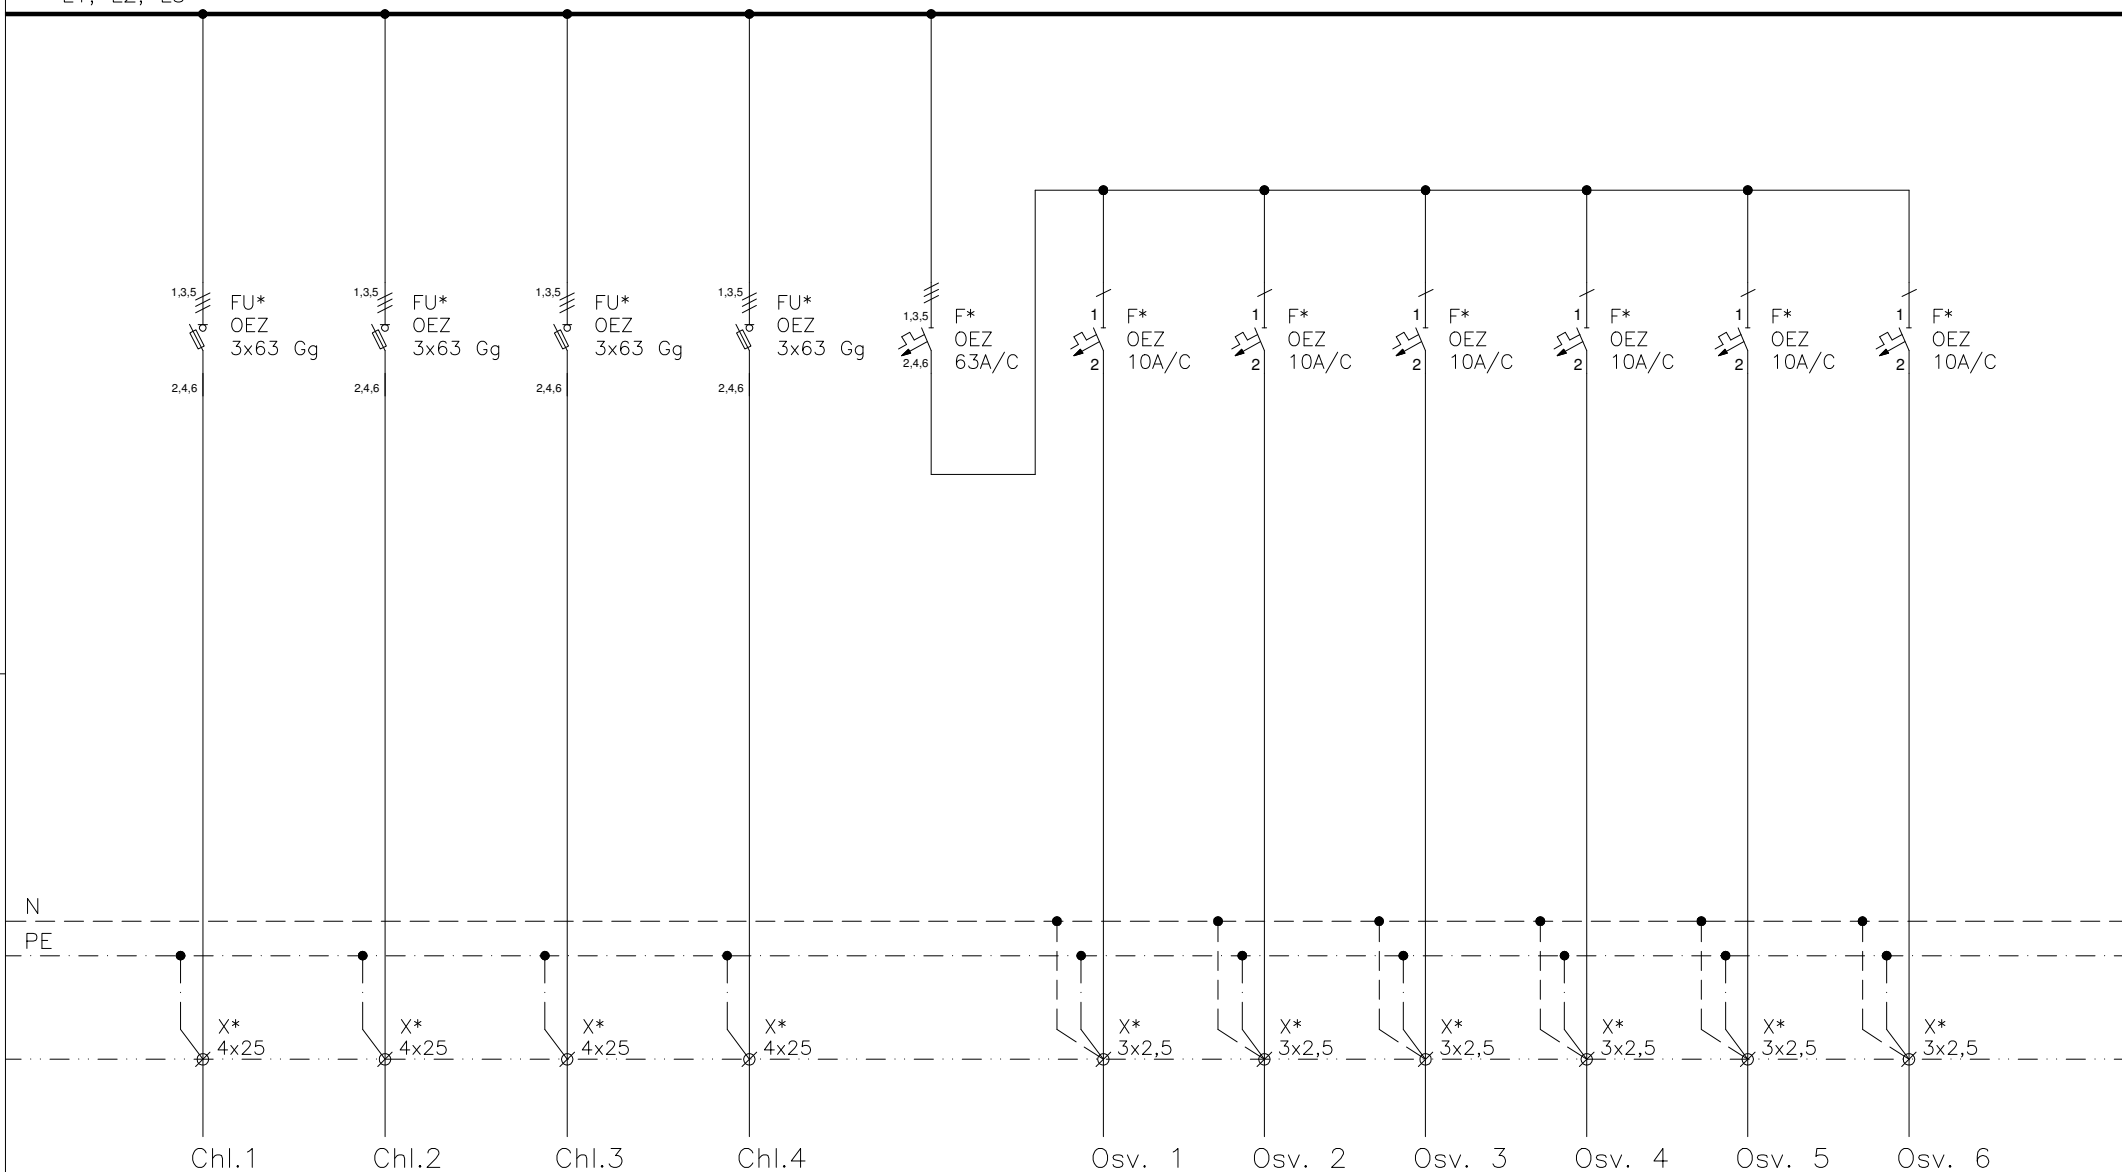 L1, L2, L3
1,3,5
FU*
OEZ
3x63 Gg
2,4,6
1,3,5
FU*
OEZ
3x63 Gg
2,4,6
1,3,5
FU*
OEZ
3x63 Gg
2,4,6
1,3,5
FU*
OEZ
3x63 Gg
2,4,6
1,3,5
F*
OEZ
63A/C
2,4,6
1
F*
OEZ
10A/C
2
1
F*
OEZ
10A/C
2
1
F*
OEZ
10A/C
2
1
F*
OEZ
10A/C
2
1
F*
OEZ
10A/C
2
1
F*
OEZ
10A/C
2
N
PE
X*
4x25
X*
4x25
X*
4x25
X*
4x25
X*
3x2,5
X*
3x2,5
X*
3x2,5
X*
3x2,5
X*
3x2,5
X*
3x2,5
Chl.1
Chl.2
Chl.3
Chl.4
Osv. 1
Osv. 2
Osv. 3
Osv. 4
Osv. 5
Osv. 6